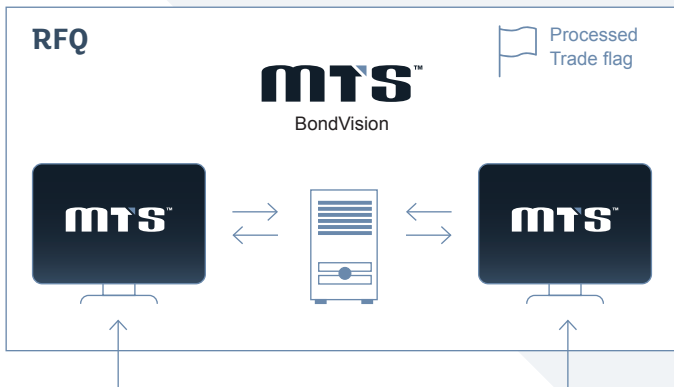 RFQ
Processed
Trade flag
MTS™
BondVision
MTS™
MTS™